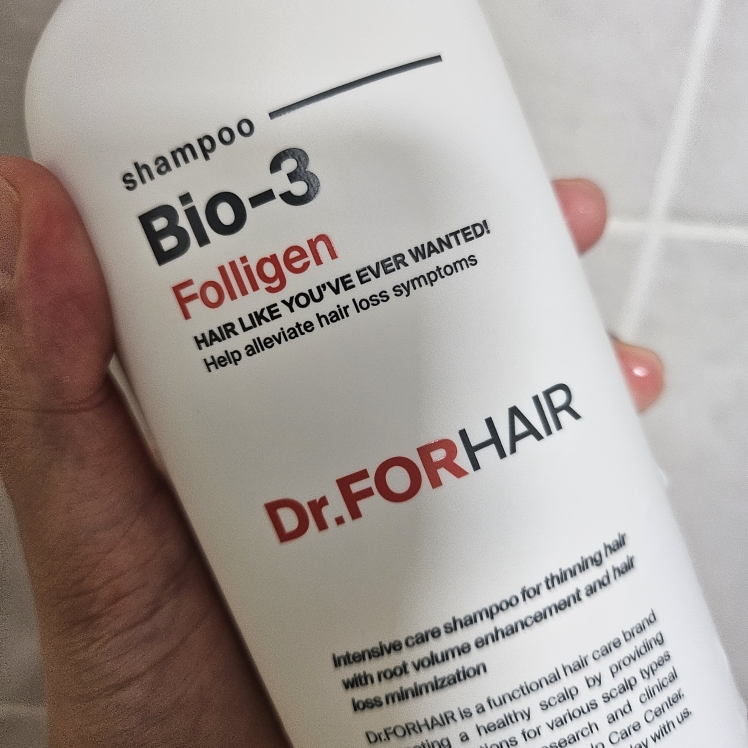 shampoo
Bio-3
Folligen
HAIR LIKE YOU'VE EVER WANTED!
Help alleviate hair loss symptoms
Dr.FORHAIR
Intensive care shampoo for thinning hair
with root volume enhancement and hair
loss minimization
Dr.FORHAIR is a functional hair care brand
a healthy scalp by providing
for various scalp types
and clinical
Care Center.
with us.